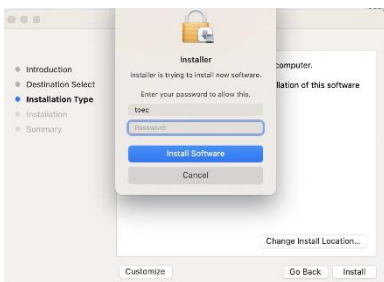 Installer
Installer is trying to install new software.
Enter your password to allow this.
toec
Password
Install Software
Cancel
Introduction
Destination Select
Installation Type
Installation
Summary
computer.
llation of this software
Change Install Location...
Customize
Go Back
Install